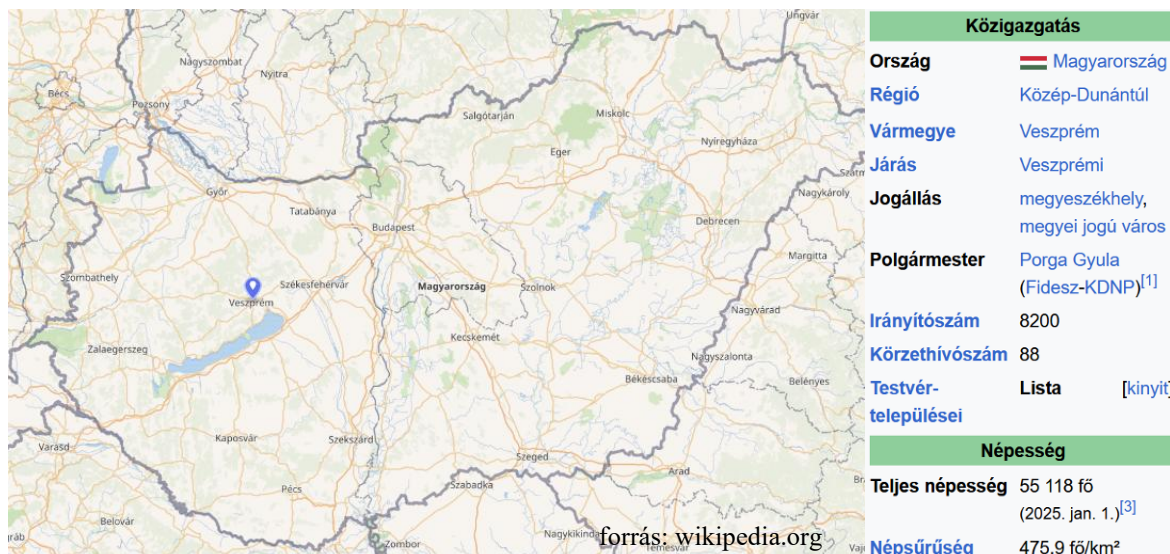 Ungvár
Nagyszombat
Nyitra
Bécs
Pozsony
Salgótarján
Miskolc
Nyíregyháza
Eger
Győr
Nagykároly
Tatabánya
Budapest
Debrecen
Margitta
Szombathely
Székesfehérvár
Magyarország
Szolnok
Veszprém
Nagyvárad
Kecskemét
Zalaegerszeg
Nagyszalonta
Békéscsaba
Belényes
Kaposvár
Szekszárd
Varasd
Szeged
Arad
Szabadka
Pécs
Belovár
Zombor
Nagykikinda
Temesvár
forrás: wikipedia.org
Közigazgatás
Ország Magyarország
Régió Közép-Dunántúl
Vármegye Veszprém
Járás Veszprémi
Jogállás megyeszékhely,
megyei jogú város
Polgármester Porga Gyula
(Fidesz-KDNP)[1]
Irányítószám 8200
Körzethívószám 88
Testvér- Lista [kinyit]
települései
Népesség
Teljes népesség 55 118 fő
(2025. jan. 1.)[3]
Népsűrűség 475,9 fő/km²